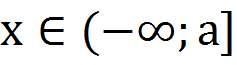 x ∈ (−∞; a]